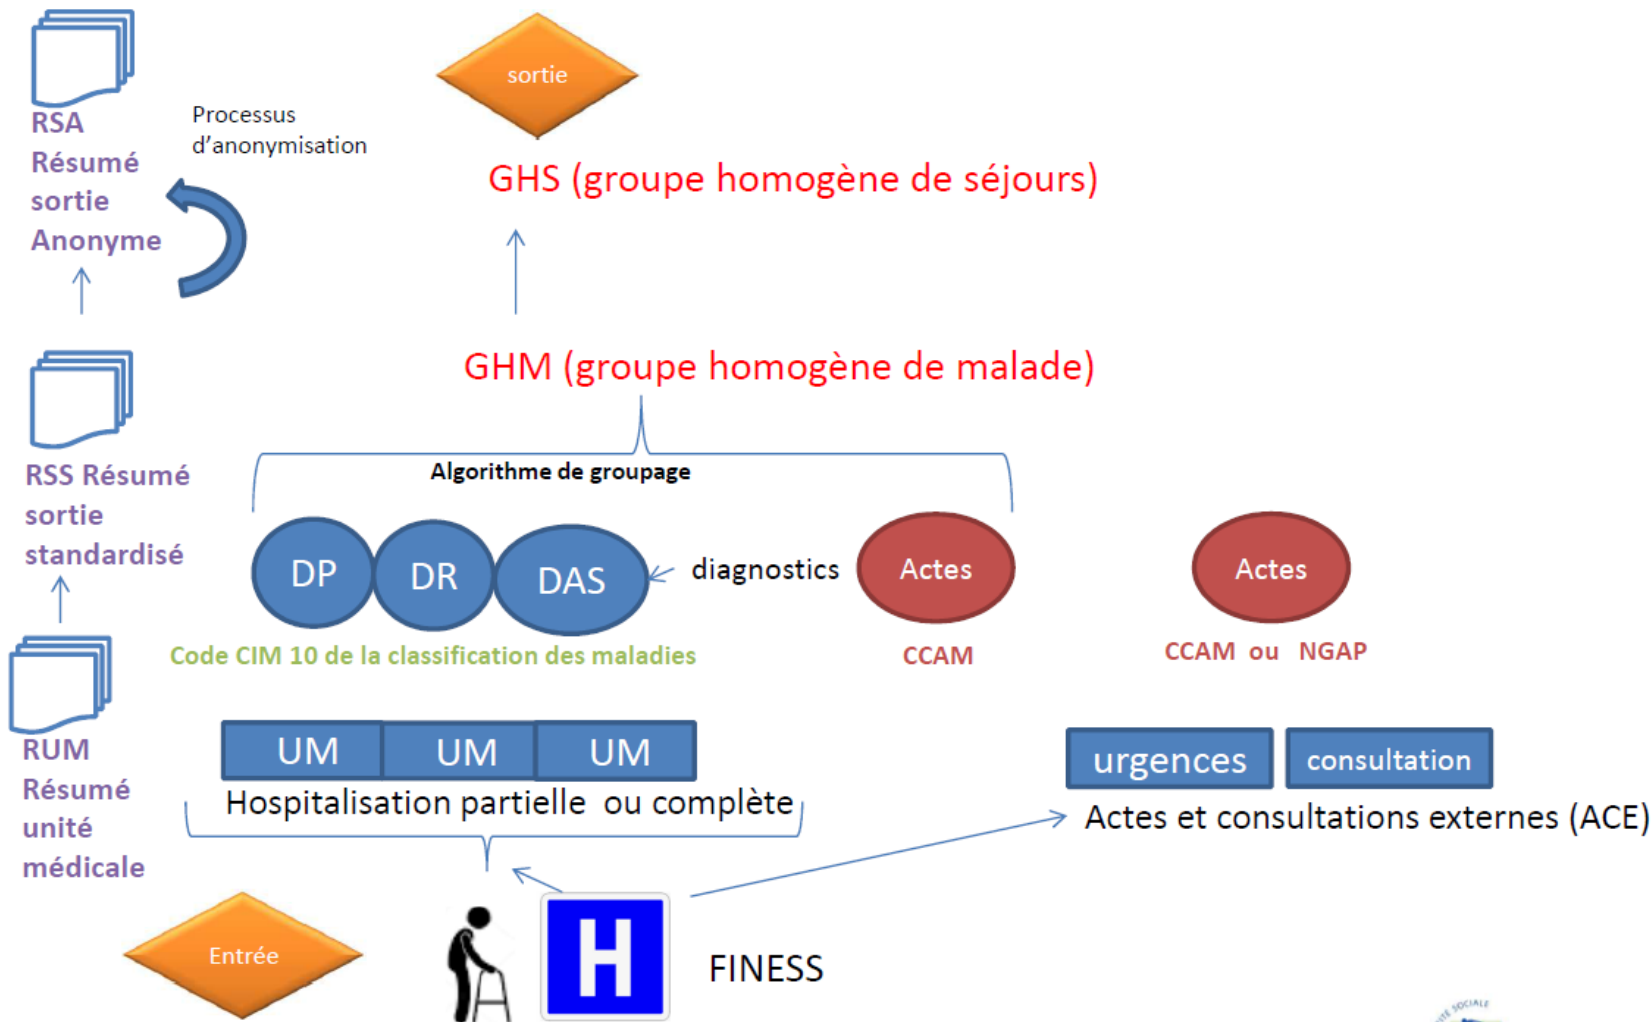 sortie
RSA
Résumé
sortie
Anonyme
Processus
d'anonymisation
GHS (groupe homogène de séjours)
GHM (groupe homogène de malade)
RSS Résumé
sortie
standardisé
Algorithme de groupage
DP
DR
DAS
diagnostics
Actes
Actes
Code CIM 10 de la classification des maladies
CCAM
CCAM ou NGAP
RUM
Résumé
unité
médicale
UM
UM
UM
Hospitalisation partielle ou complète
urgences
consultation
Actes et consultations externes (ACE)
Entrée
H
FINESS
SOCIALE